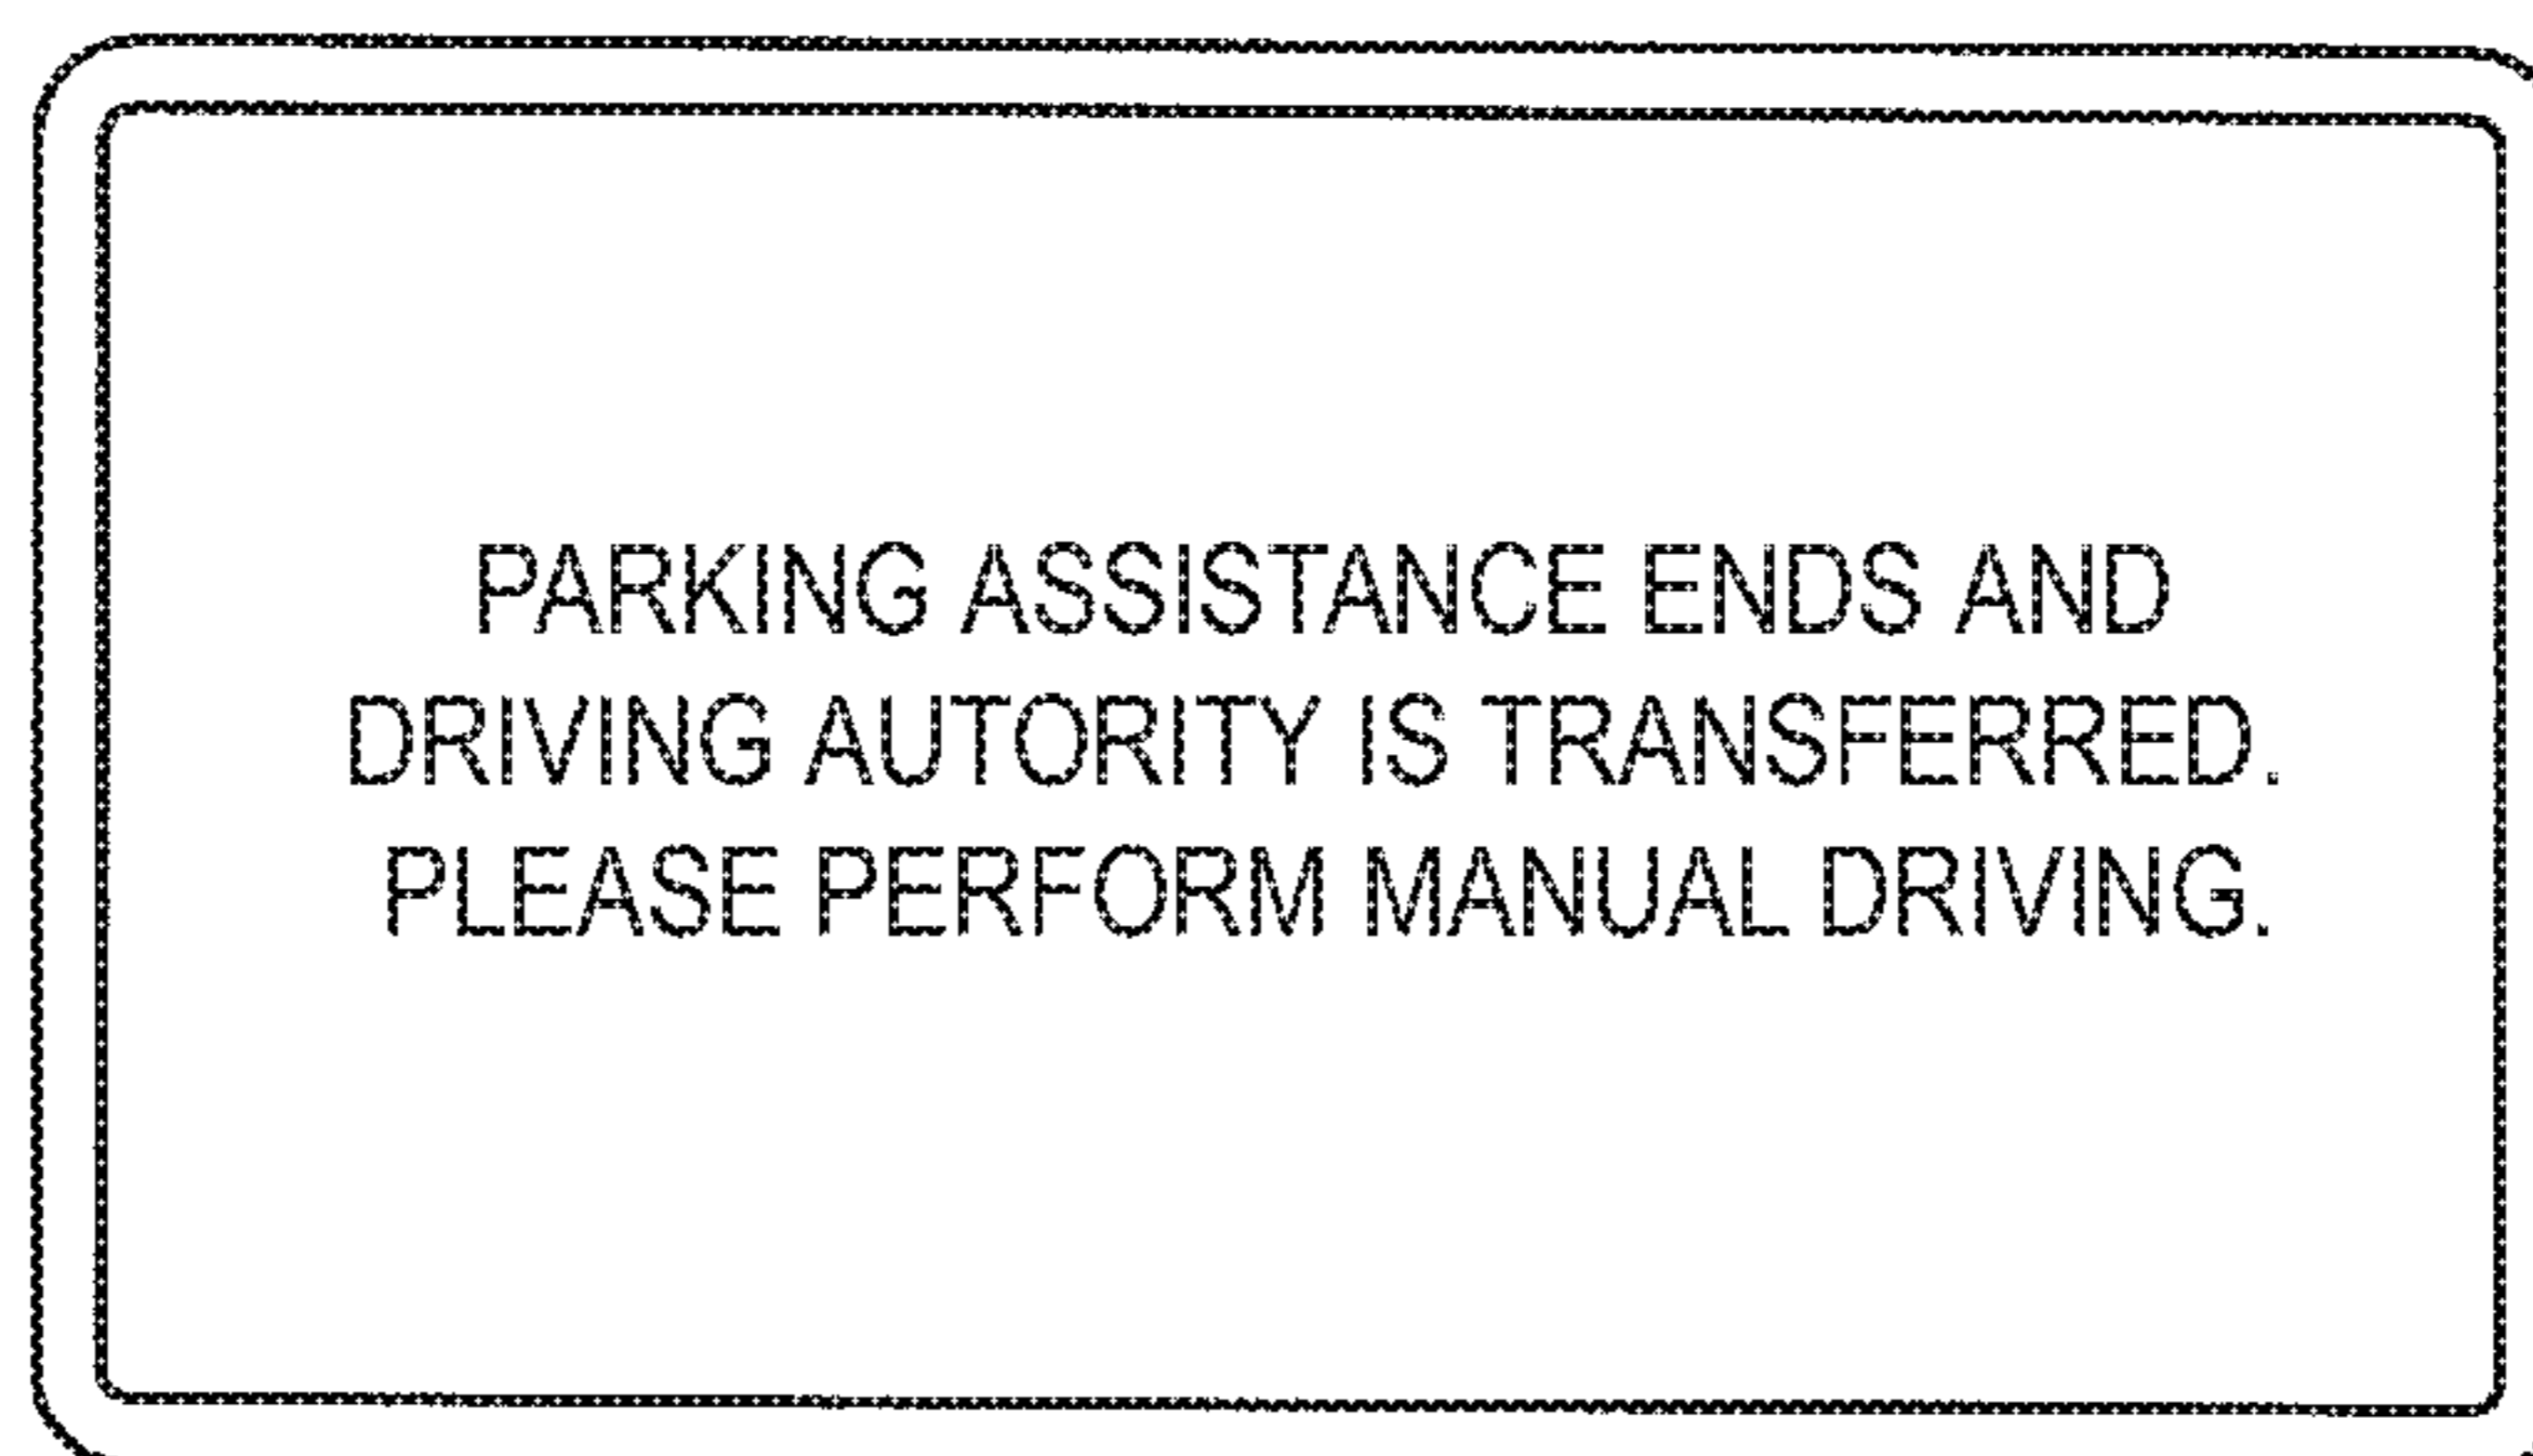 PARKING ASSISTANCE ENDS AND
DRIVING AUTORITY IS TRANSFERRED.
PLEASE PERFORM MANUAL DRIVING.